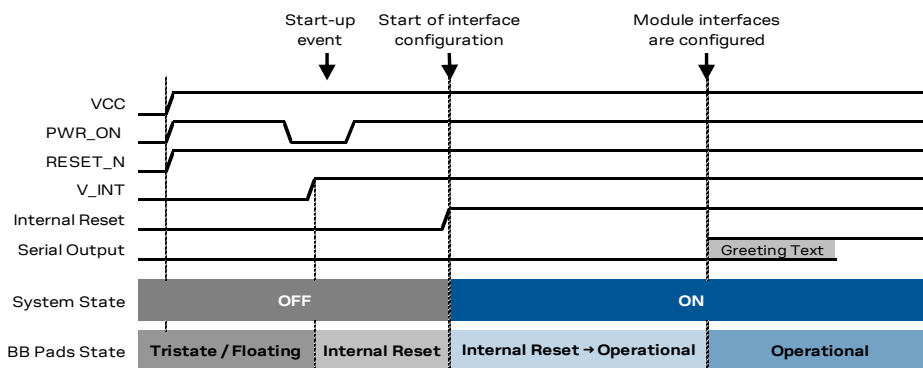 Start-up
event
Start of interface
configuration
Module interfaces
are configured
VCC
PWR_ON
RESET_N
V_INT
Internal Reset
Serial Output
Greeting Text
System State
OFF
ON
BB Pads State
Tristate / Floating
Internal Reset
Internal Reset → Operational
Operational